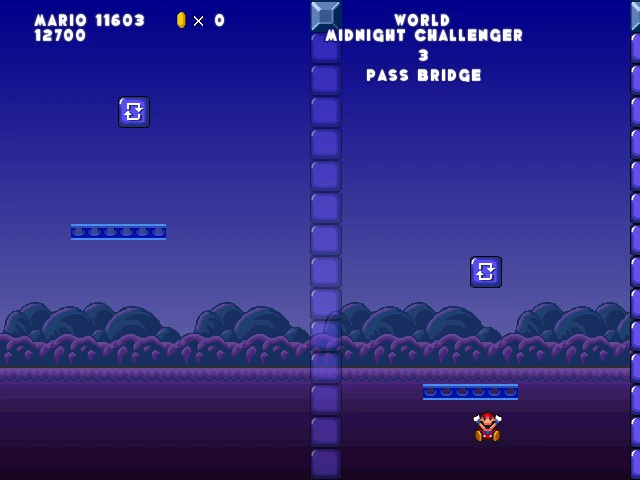 MARIO 11603 × 0
12700
WORLD
MIDNIGHT CHALLENGER
3
PASS BRIDGE